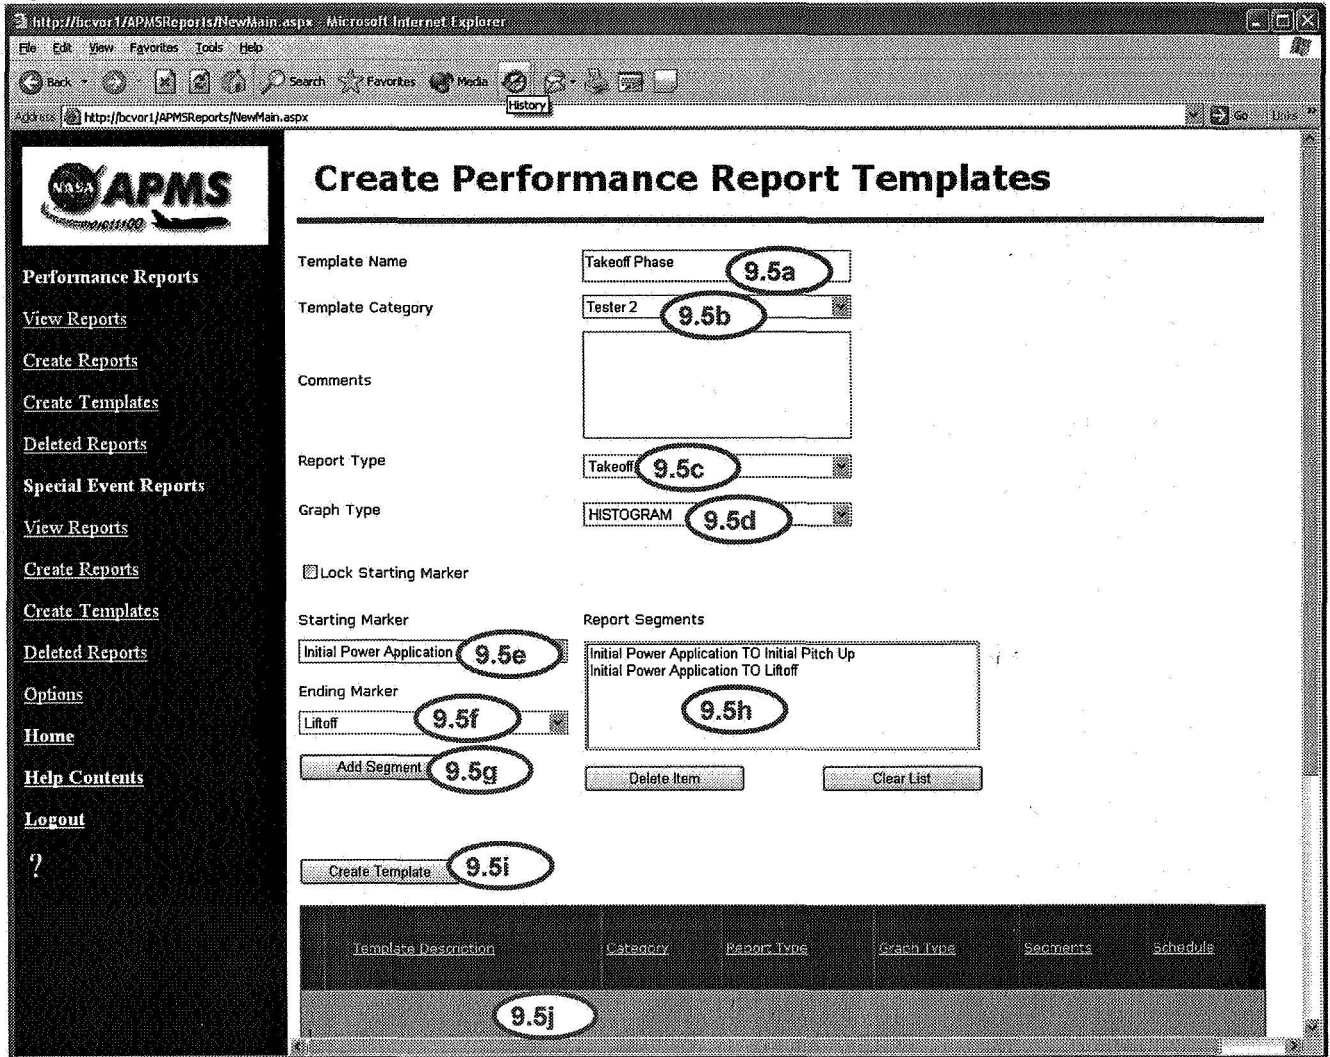 http://bcvor1/APMSReports/NewMain.aspx - Microsoft Internet Explorer
File Edit View Favorites Tools Help
Back Search Favorites Media
History
Address http://bcvor1/APMSReports/NewMain.aspx Go Links
NASA APMS
Performance Reports
View Reports
Create Reports
Create Templates
Deleted Reports
Special Event Reports
View Reports
Create Reports
Create Templates
Deleted Reports
Options
Home
Help Contents
Logout
?
Create Performance Report Templates
Template Name Takeoff Phase 9.5a
Template Category Tester 2 9.5b
Comments
Report Type Takeoff 9.5c
Graph Type HISTOGRAM 9.5d
Lock Starting Marker
Starting Marker
Initial Power Application 9.5e
Ending Marker
Liftoff 9.5f
Add Segment 9.5g
Report Segments
Initial Power Application TO Initial Pitch Up
Initial Power Application TO Liftoff
9.5h
Delete Item Clear List
Create Template 9.5i
Template Description Category Report Type Graph Type Segments Schedule
9.5j